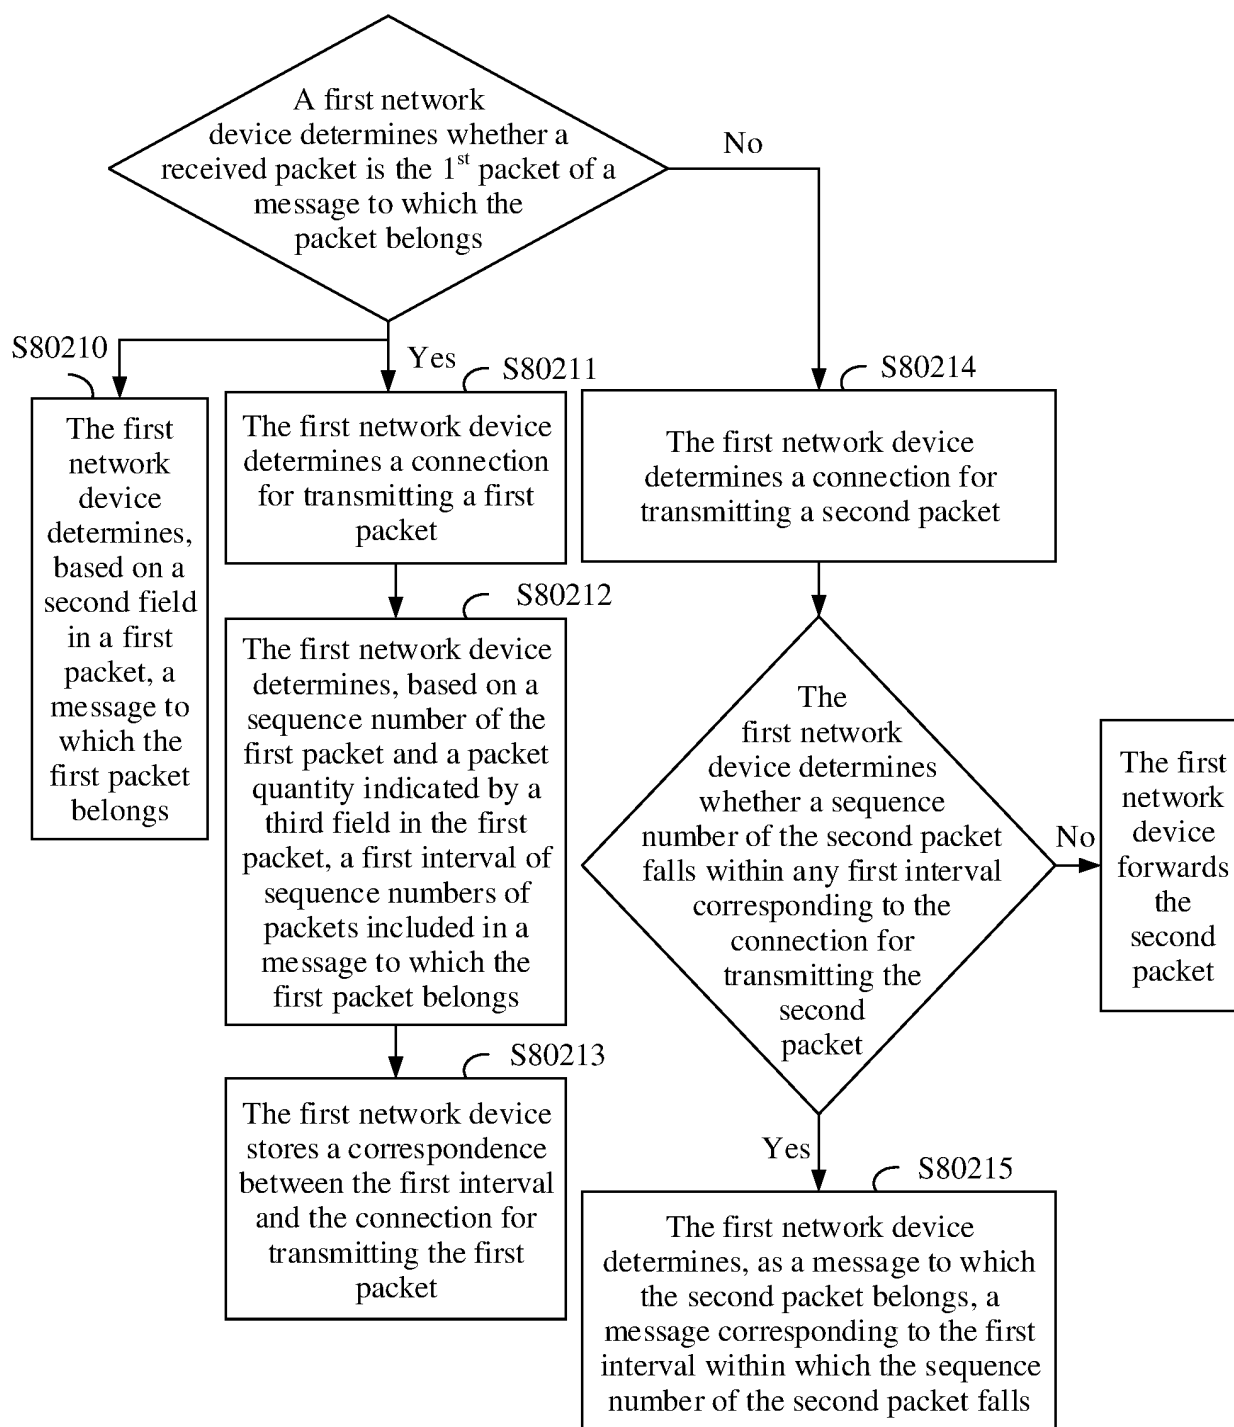 A first network
device determines whether a
received packet is the 1st packet of a
message to which the
packet belongs
No
Yes
S80210
The first
network
device
determines,
based on a
second field
in a first
packet, a
message to
which the
first packet
belongs
S80211
The first network device
determines a connection
for transmitting a first
packet
S80212
The first network device
determines, based on a
sequence number of the
first packet and a packet
quantity indicated by a
third field in the first
packet, a first interval of
sequence numbers of
packets included in a
message to which the
first packet belongs
S80213
The first network device
stores a correspondence
between the first interval
and the connection for
transmitting the first
packet
S80214
The first network device
determines a connection for
transmitting a second packet
The
first network
device determines
whether a sequence
number of the second packet
falls within any first interval
corresponding to the
connection for
transmitting the
second
packet
No
The first
network
device
forwards
the
second
packet
Yes
S80215
The first network device
determines, as a message to which
the second packet belongs, a
message corresponding to the first
interval within which the sequence
number of the second packet falls